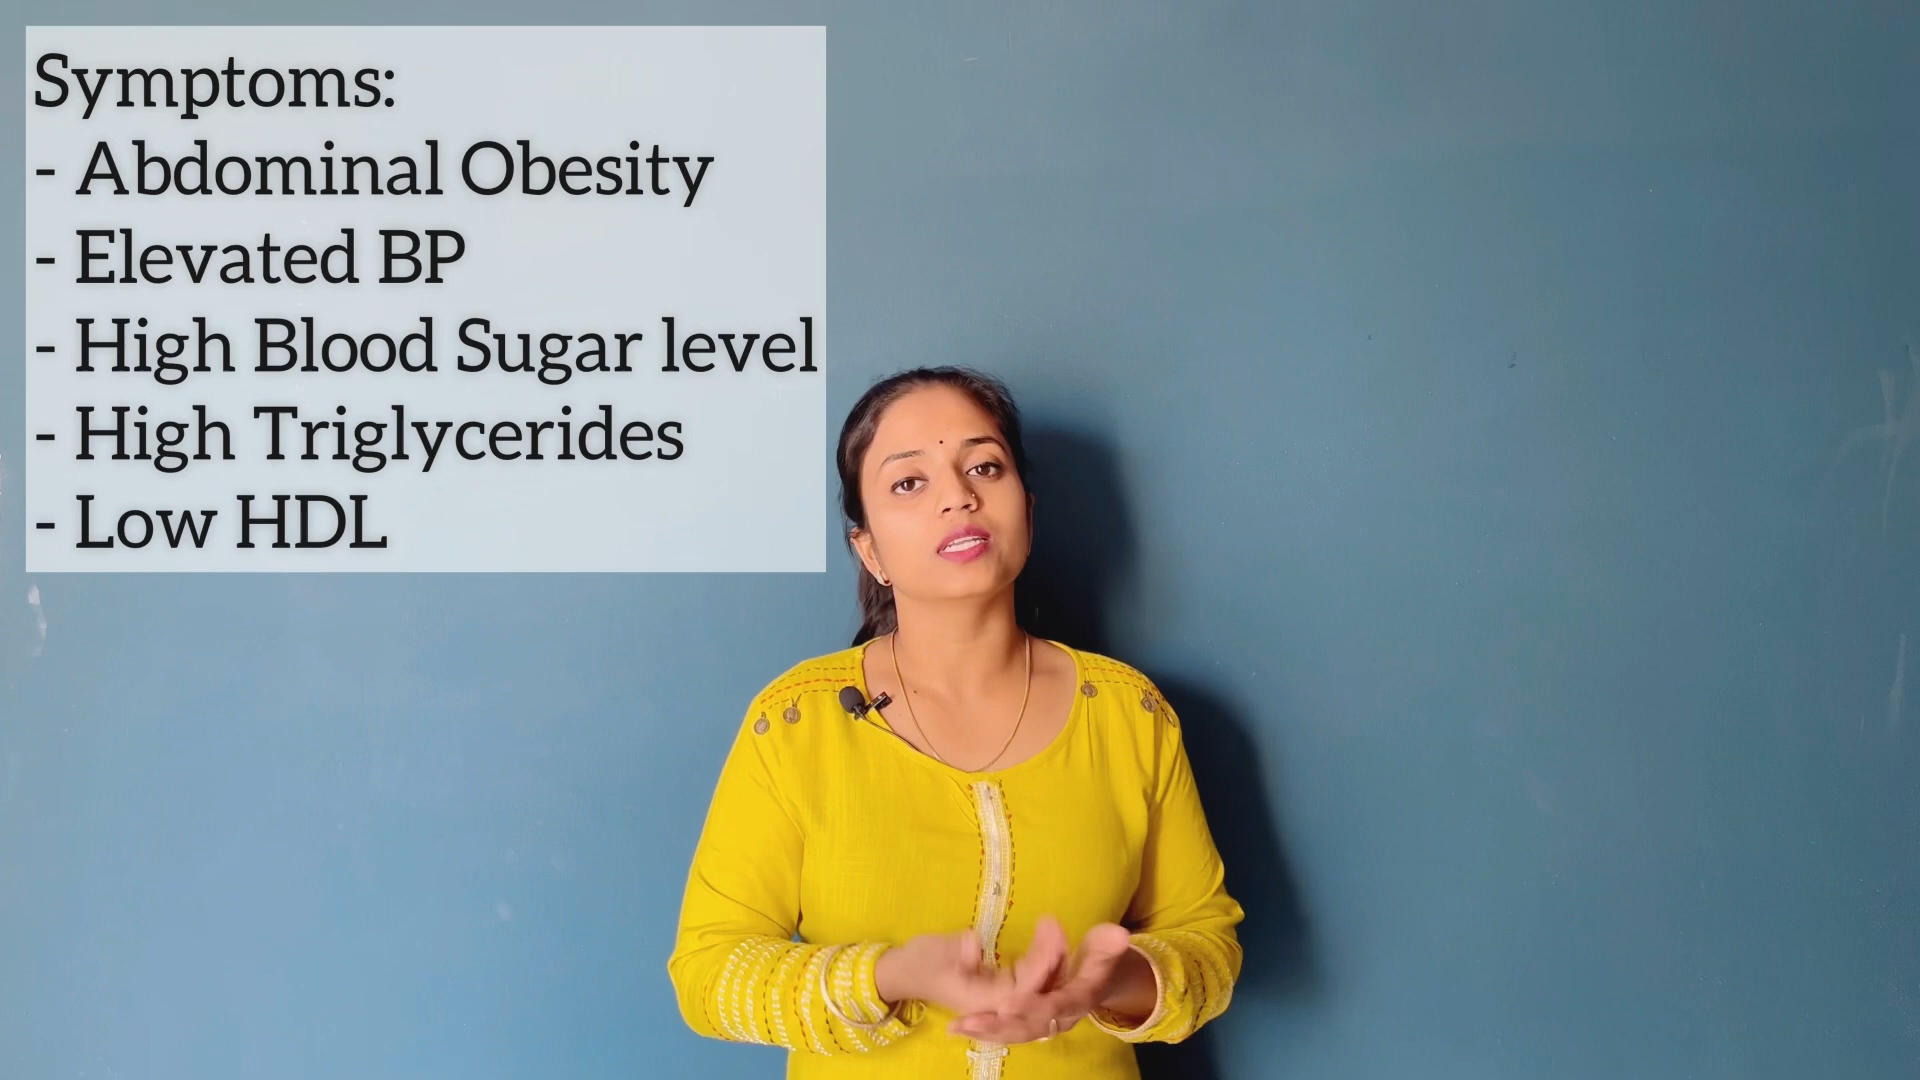 Symptoms:
- Abdominal Obesity
- Elevated BP
- High Blood Sugar level
- High Triglycerides
- Low HDL